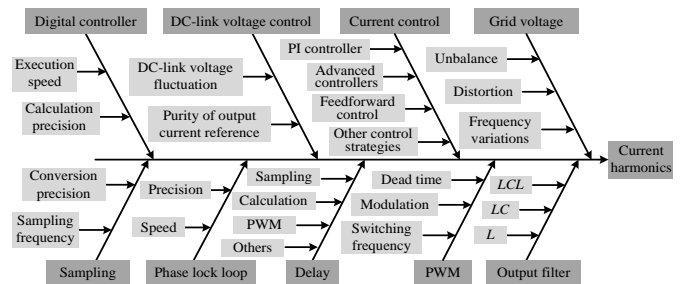 Digital controller
DC-link voltage control
Current control
Grid voltage
Execution
speed
Calculation
precision
DC-link voltage
fluctuation
Purity of output
current reference
PI controller
Advanced
controllers
Feedforward
control
Other control
strategies
Unbalance
Distortion
Frequency
variations
Current
harmonics
Conversion
precision
Sampling
frequency
Precision
Speed
Sampling
Calculation
PWM
Others
Dead time
Modulation
Switching
frequency
LCL
LC
L
Sampling
Phase lock loop
Delay
PWM
Output filter